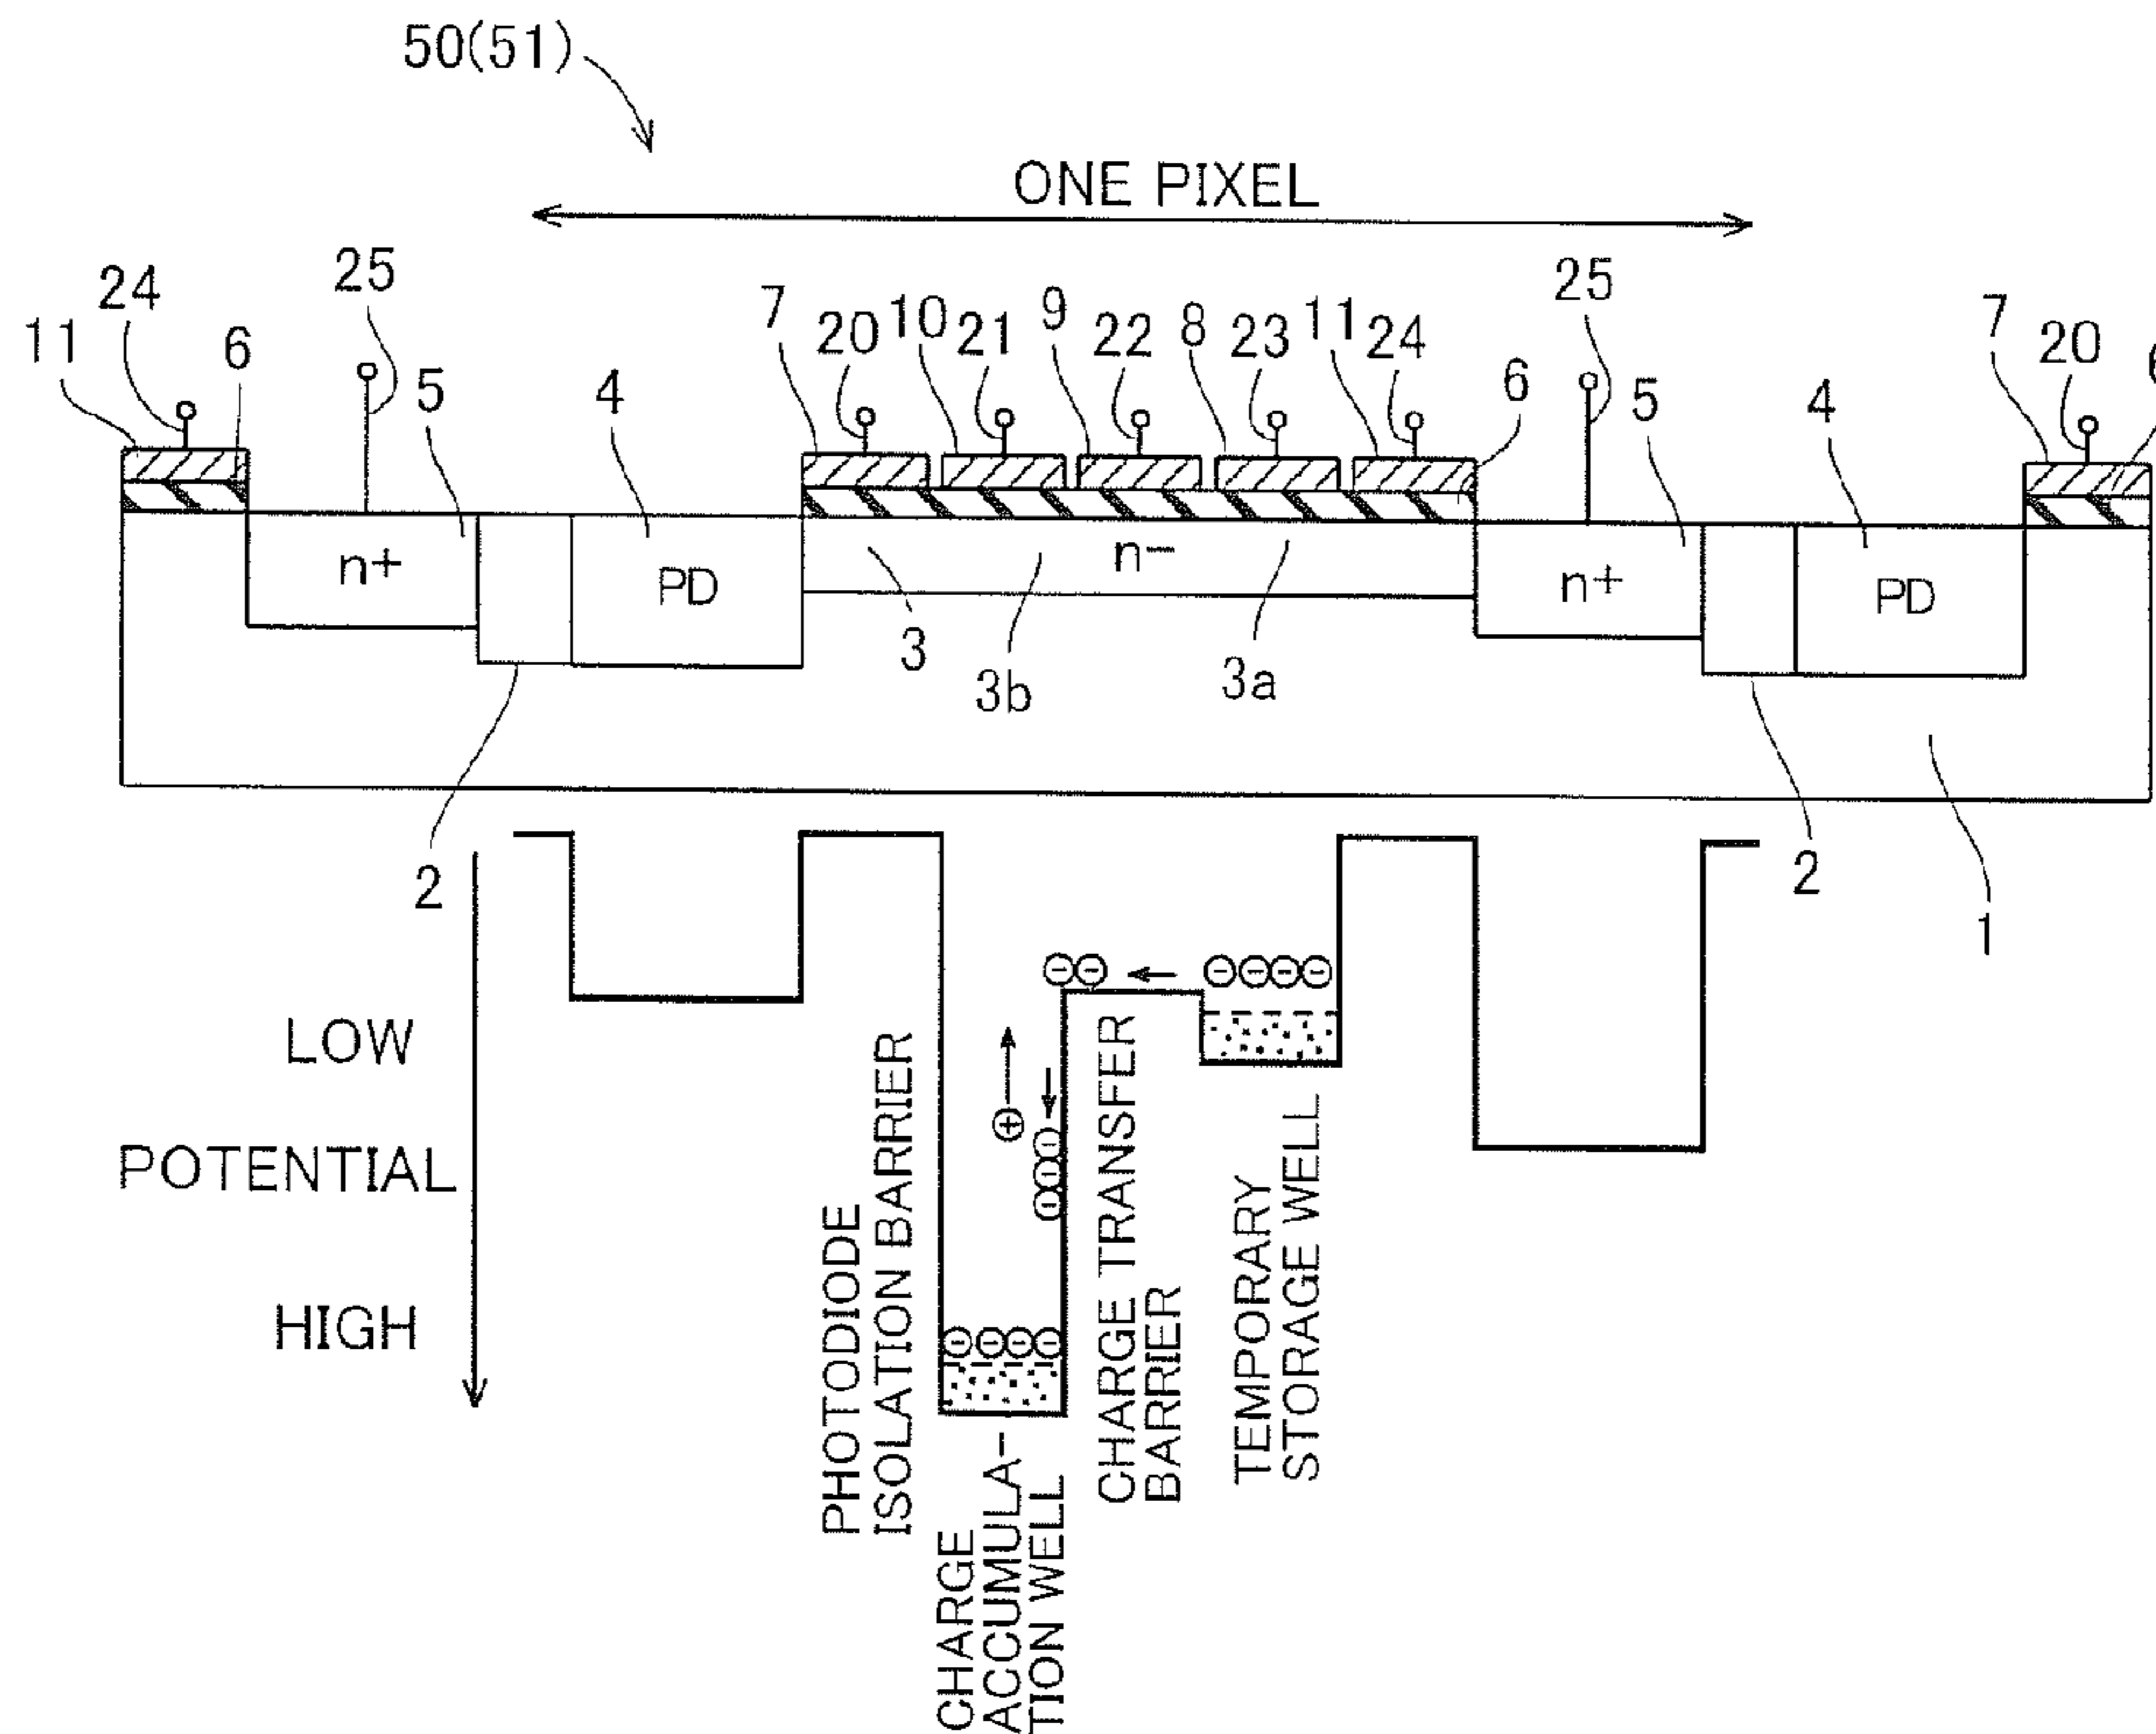 50(51)
ONE PIXEL
11
24
6
25
5
4
7
20
10
21
9
22
8
23
11
24
6
25
5
4
7
20
6
n+
PD
n-
n+
PD
3
3b
3a
2
2
1
LOW
POTENTIAL
HIGH
PHOTODIODE
ISOLATION BARRIER
CHARGE
ACCUMULA-
TION WELL
CHARGE TRANSFER
BARRIER
TEMPORARY
STORAGE WELL